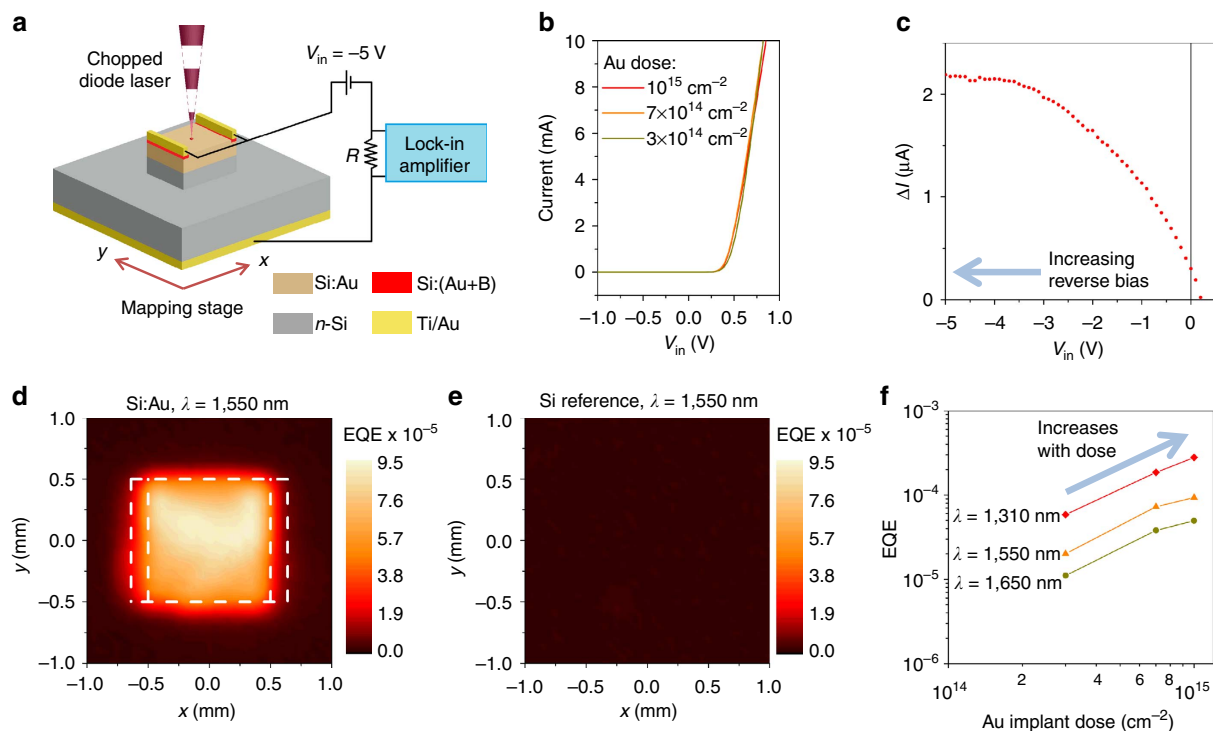 a
Chopped
diode laser
V_in = −5 V
R
Lock-in
amplifier
y
x
Mapping stage
Si:Au
Si:(Au+B)
n-Si
Ti/Au
b
10
8
6
4
2
0
Current (mA)
Au dose:
10^15 cm^−2
7×10^14 cm^−2
3×10^14 cm^−2
−1.0 −0.5 0.0 0.5 1.0
V_in (V)
c
2
1
0
ΔI (μA)
Increasing
reverse bias
−5 −4 −3 −2 −1 0
V_in (V)
d
Si:Au, λ = 1,550 nm
1.0
0.5
0.0
−0.5
−1.0
y (mm)
−1.0 −0.5 0.0 0.5 1.0
x (mm)
EQE x 10^−5
9.5
7.6
5.7
3.8
1.9
0.0
e
Si reference, λ = 1,550 nm
1.0
0.5
0.0
−0.5
−1.0
y (mm)
−1.0 −0.5 0.0 0.5 1.0
x (mm)
EQE x 10^−5
9.5
7.6
5.7
3.8
1.9
0.0
f
10^−3
10^−4
10^−5
10^−6
EQE
Increases
with dose
λ = 1,310 nm
λ = 1,550 nm
λ = 1,650 nm
10^14 2 4 6 8 10^15
Au implant dose (cm^−2)